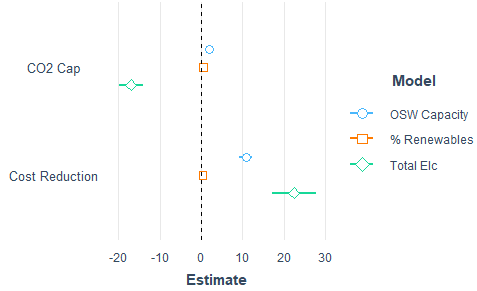 CO2 Cap
Cost Reduction
-20 -10 0 10 20 30
Estimate
Model
OSW Capacity
% Renewables
Total Elc